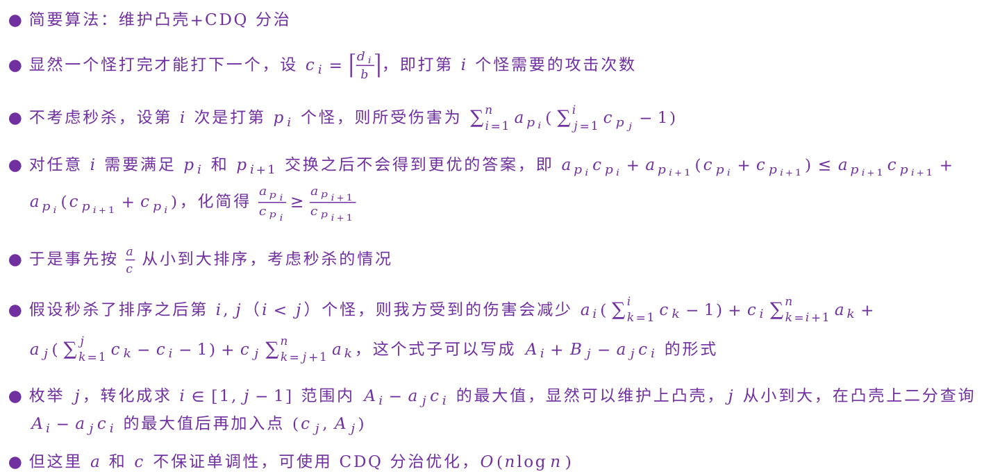 ● 简要算法：维护凸壳+CDQ 分治
● 显然一个怪打完才能打下一个，设 $c_i = \lceil \frac{d_i}{b} \rceil$，即打第 $i$ 个怪需要的攻击次数
● 不考虑秒杀，设第 $i$ 次是打第 $p_i$ 个怪，则所受伤害为 $\sum_{i=1}^{n} a_{p_i} ( \sum_{j=1}^{i} c_{p_j} - 1)$
● 对任意 $i$ 需要满足 $p_i$ 和 $p_{i+1}$ 交换之后不会得到更优的答案，即 $a_{p_i} c_{p_i} + a_{p_{i+1}} (c_{p_i} + c_{p_{i+1}}) \le a_{p_{i+1}} c_{p_{i+1}} +$
$a_{p_i} (c_{p_{i+1}} + c_{p_i})$，化简得 $\frac{a_{p_i}}{c_{p_i}} \ge \frac{a_{p_{i+1}}}{c_{p_{i+1}}}$
● 于是事先按 $\frac{a}{c}$ 从小到大排序，考虑秒杀的情况
● 假设秒杀了排序之后第 $i, j$（$i < j$）个怪，则我方受到的伤害会减少 $a_i ( \sum_{k=1}^{i} c_k - 1) + c_i \sum_{k=i+1}^{n} a_k +$
$a_j ( \sum_{k=1}^{j} c_k - c_i - 1) + c_j \sum_{k=j+1}^{n} a_k$，这个式子可以写成 $A_i + B_j - a_j c_i$ 的形式
● 枚举 $j$，转化成求 $i \in [1, j - 1]$ 范围内 $A_i - a_j c_i$ 的最大值，显然可以维护上凸壳，$j$ 从小到大，在凸壳上二分查询
$A_i - a_j c_i$ 的最大值后再加入点 $(c_j, A_j)$
● 但这里 $a$ 和 $c$ 不保证单调性，可使用 CDQ 分治优化，$O(n \log n)$